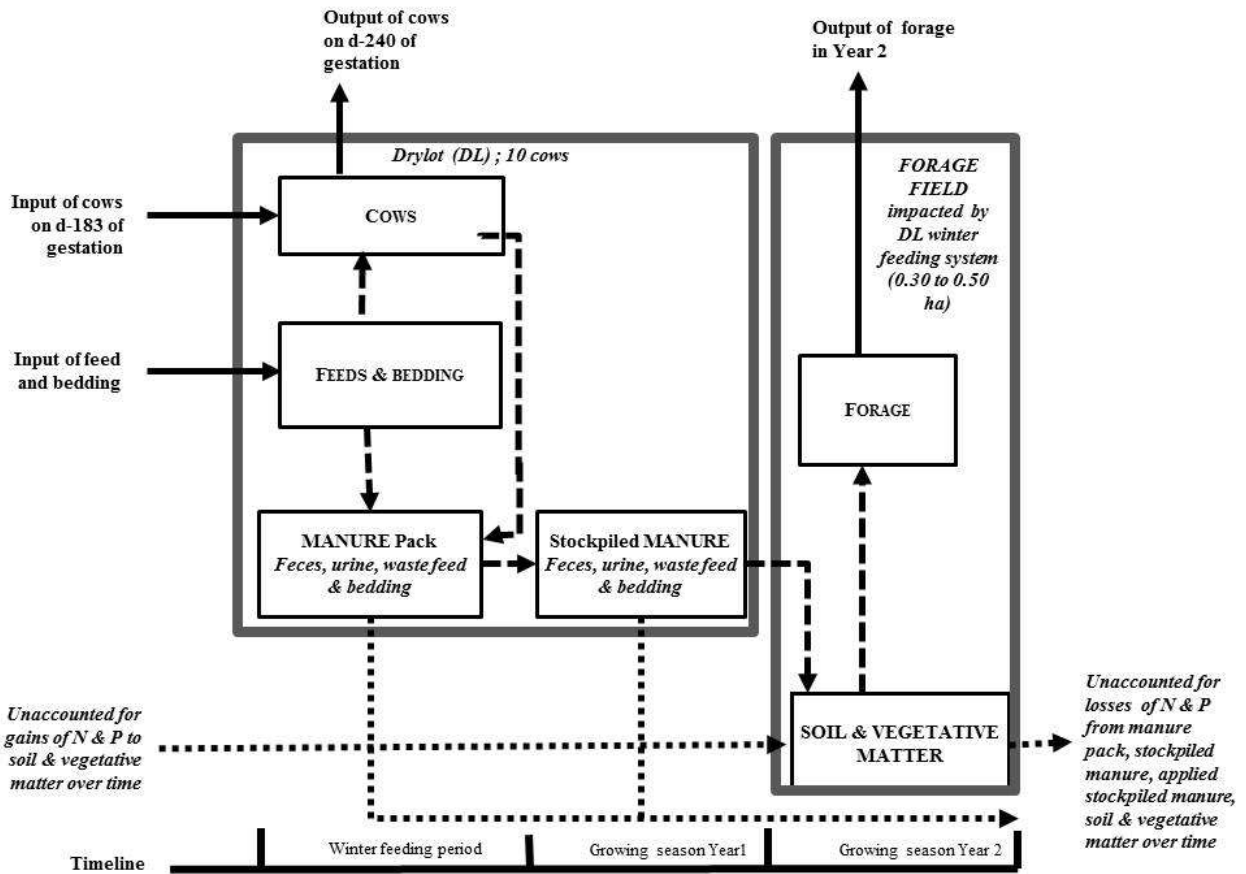 Output of cows
on d-240 of
gestation
Output of forage
in Year 2
Drylot (DL) ; 10 cows
FORAGE
FIELD
impacted by
DL winter
feeding system
(0.30 to 0.50
ha)
Input of cows
on d-183 of
gestation
COWS
Input of feed
and bedding
FEEDS & BEDDING
FORAGE
MANURE Pack
Feces, urine, waste feed
& bedding
Stockpiled MANURE
Feces, urine, waste feed
& bedding
Unaccounted for
gains of N & P to
soil & vegetative
matter over time
SOIL & VEGETATIVE
MATTER
Unaccounted for
losses of N & P
from manure
pack, stockpiled
manure, applied
stockpiled manure,
soil & vegetative
matter over time
Timeline
Winter feeding period
Growing season Year1
Growing season Year 2